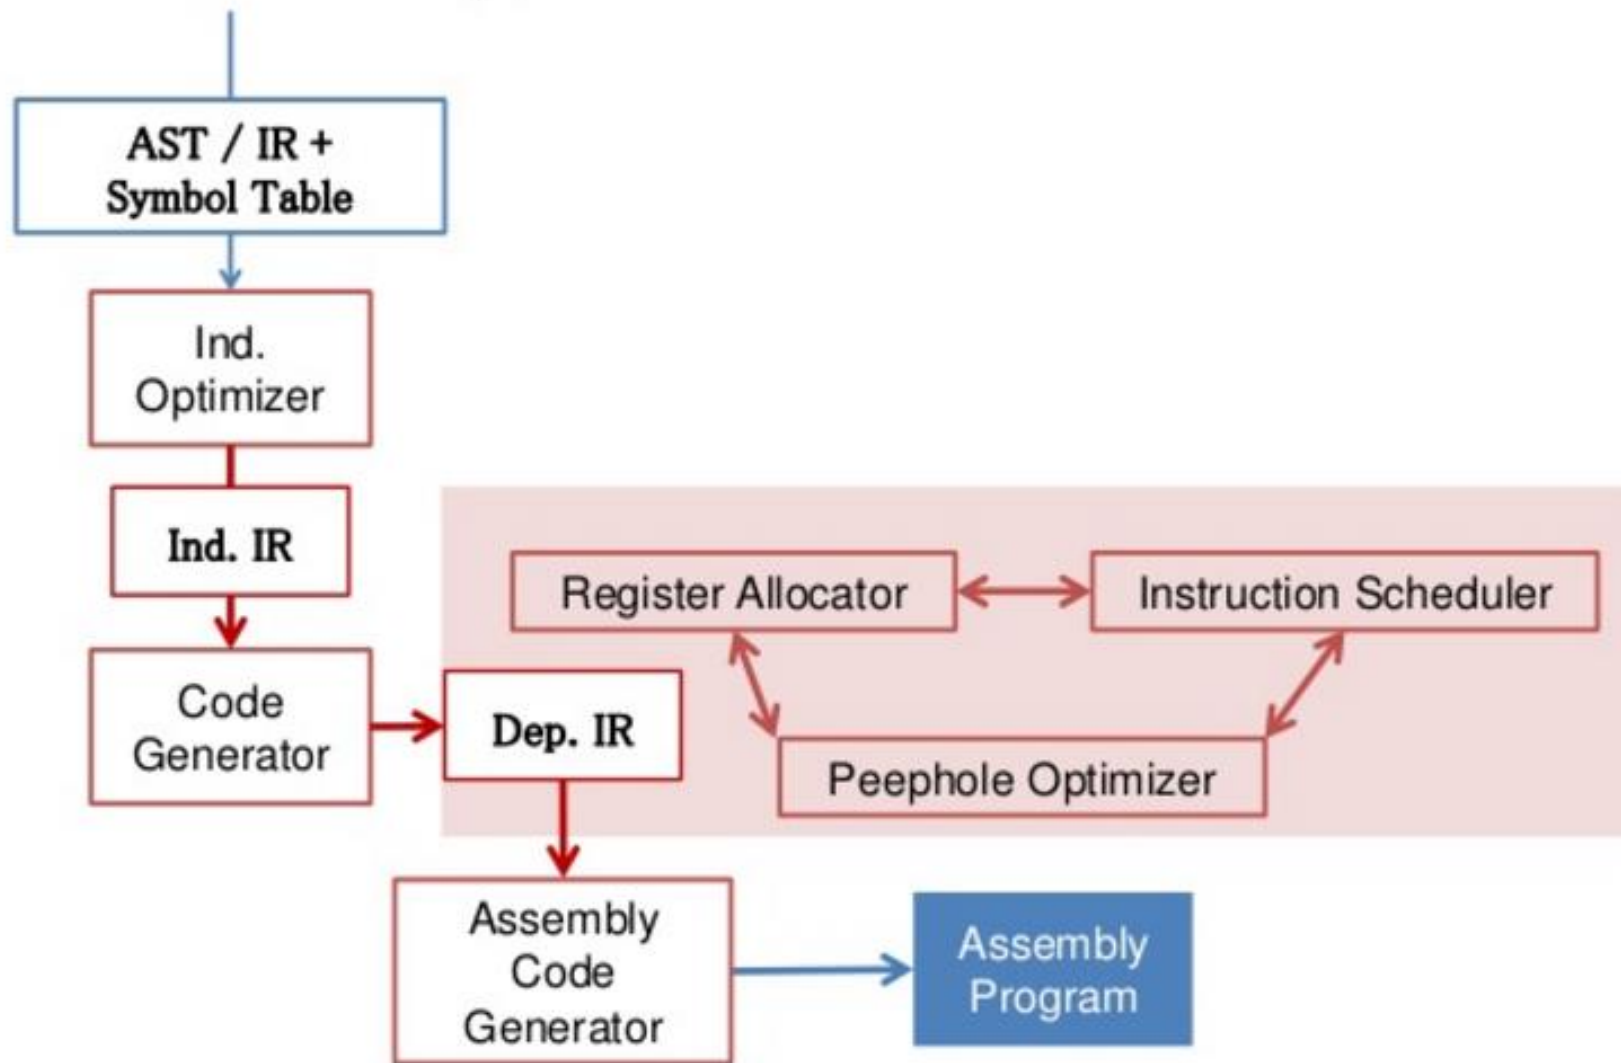 AST / IR +
Symbol Table
Ind.
Optimizer
Ind. IR
Register Allocator
Instruction Scheduler
Code
Generator
Dep. IR
Peephole Optimizer
Assembly
Code
Generator
Assembly
Program